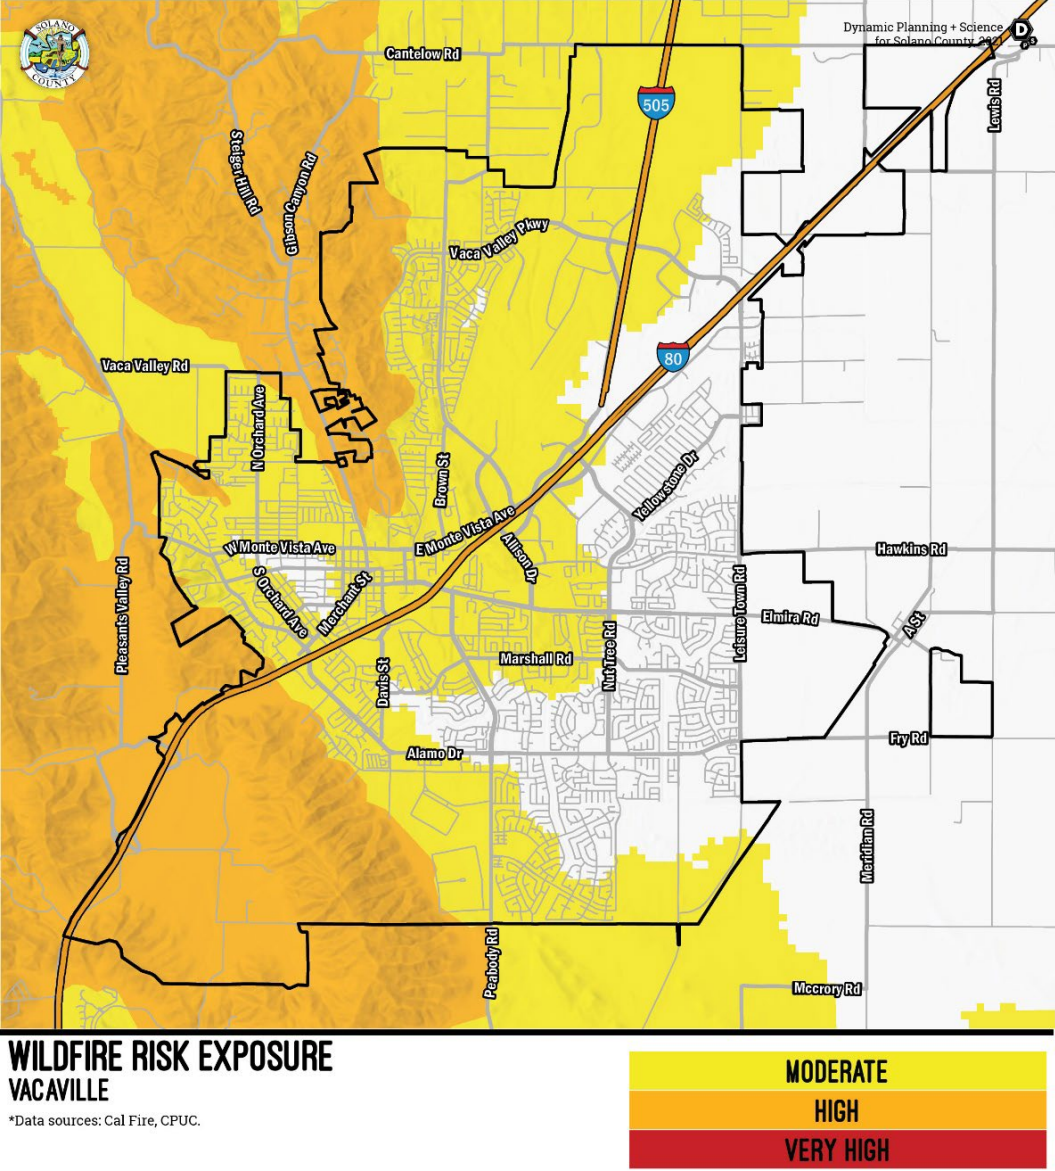 SOLANO
COUNTY
Dynamic Planning + Science
for Solano County, 2021
D
P
S
Cantelow Rd
505
Lewis Rd
Steiger Hill Rd
Gibson Canyon Rd
Vaca Valley Pkwy
80
Vaca Valley Rd
N Orchard Ave
Brown St
Yellowstone Dr
E Monte Vista Ave
W Monte Vista Ave
Allison Dr
Hawkins Rd
Pleasants Valley Rd
S Orchard Ave
Merchant St
Leisure Town Rd
Elmira Rd
A St
Marshall Rd
Nut Tree Rd
Davis St
Alamo Dr
Fry Rd
Meridian Rd
Peabody Rd
Mccrory Rd
WILDFIRE RISK EXPOSURE
VACAVILLE
*Data sources: Cal Fire, CPUC.
MODERATE
HIGH
VERY HIGH